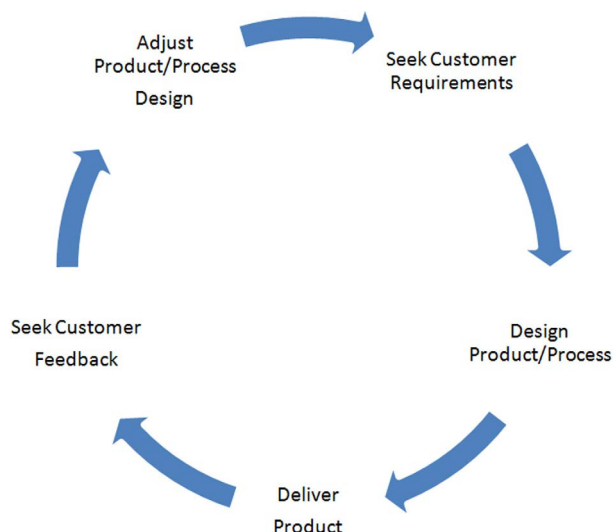 Adjust
Product/Process
Design
Seek Customer
Requirements
Design
Product/Process
Deliver
Product
Seek Customer
Feedback